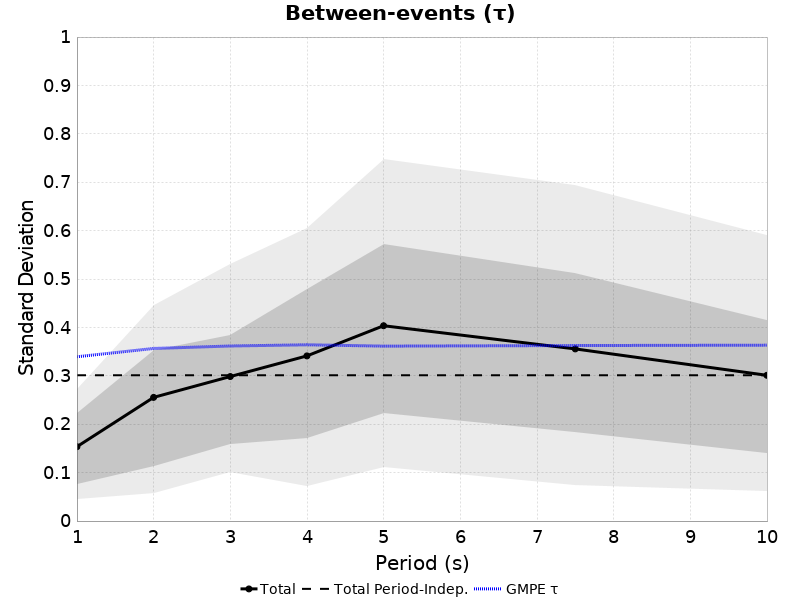 Between-events (τ)
1
0.9
0.8
0.7
0.6
0.5
0.4
0.3
0.2
0.1
0
Standard Deviation
1 2 3 4 5 6 7 8 9 10
Period (s)
Total Total Period-Indep. GMPE τ